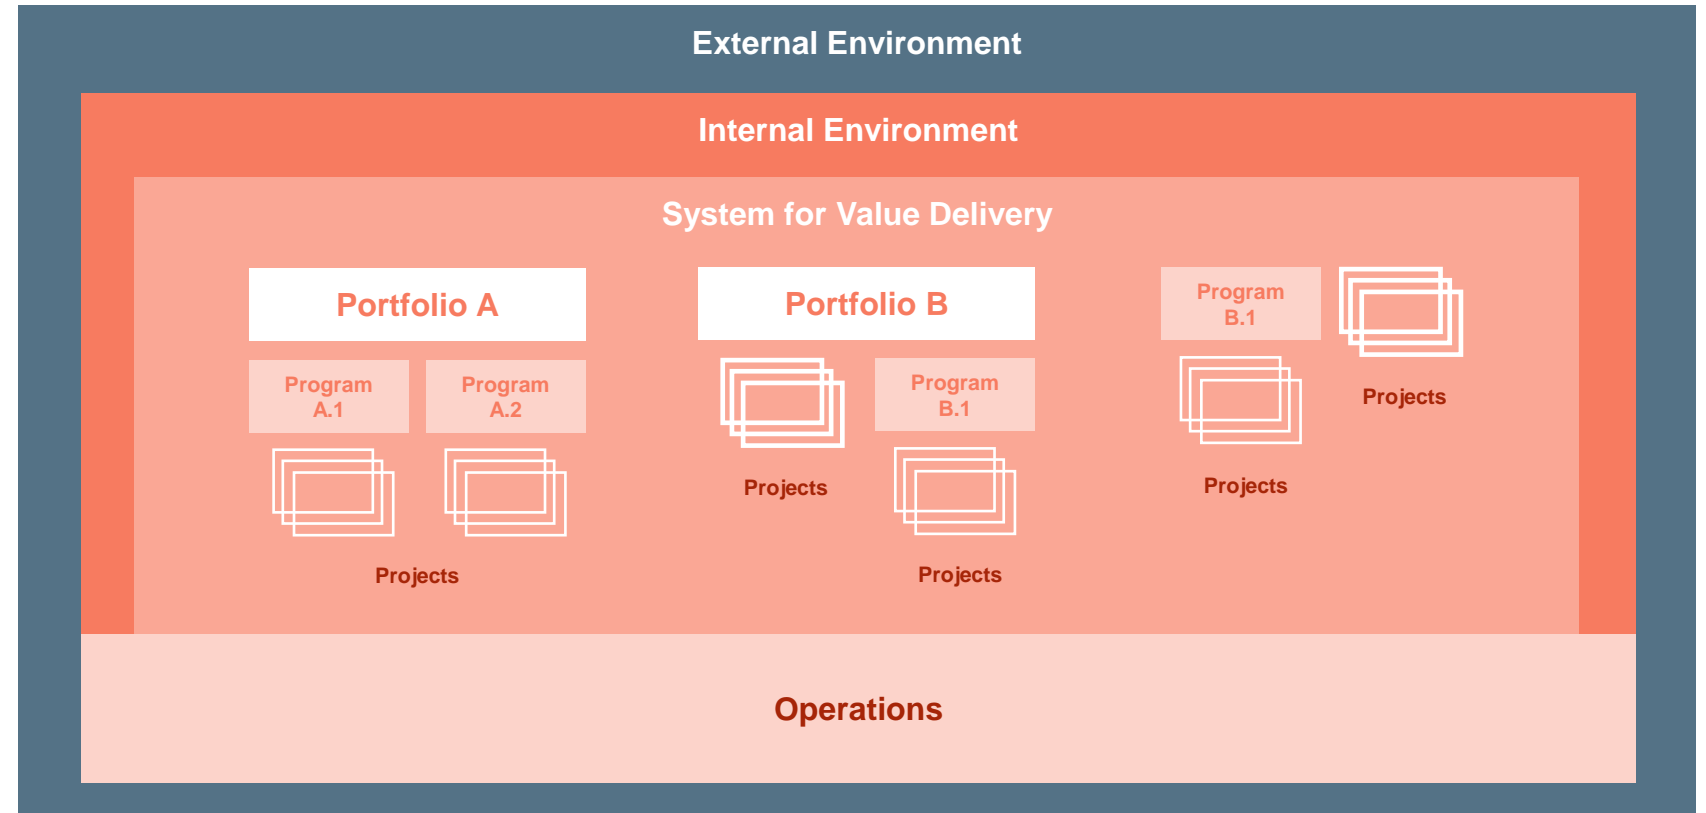 External Environment
Internal Environment
System for Value Delivery
Portfolio A
Program
A.1
Program
A.2
Projects
Portfolio B
Projects
Program
B.1
Projects
Program
B.1
Projects
Projects
Operations